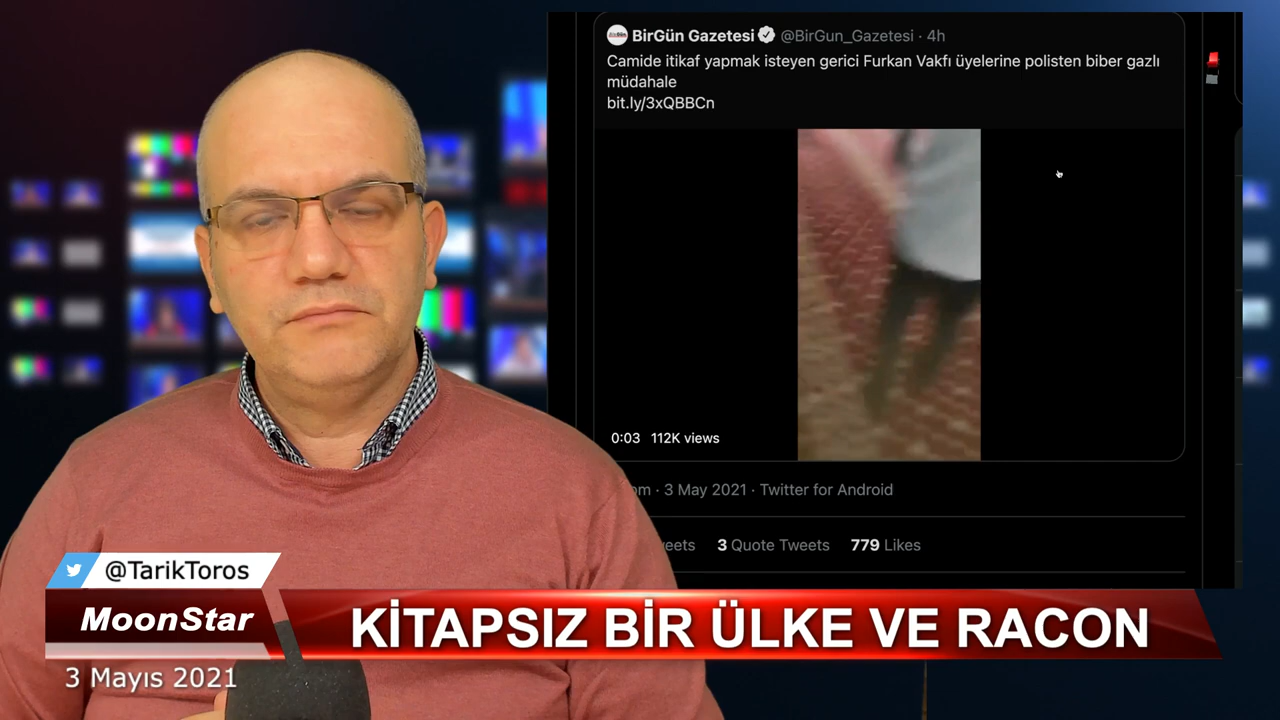 BirGün Gazetesi @BirGun_Gazetesi · 4h
Camide itikaf yapmak isteyen gerici Furkan Vakfı üyelerine polisten biber gazlı
müdahale
bit.ly/3xQBBCn
0:03 112K views
· 3 May 2021 · Twitter for Android
3 Quote Tweets 779 Likes
@TarikToros
MoonStar
KİTAPSIZ BİR ÜLKE VE RACON
3 Mayıs 2021